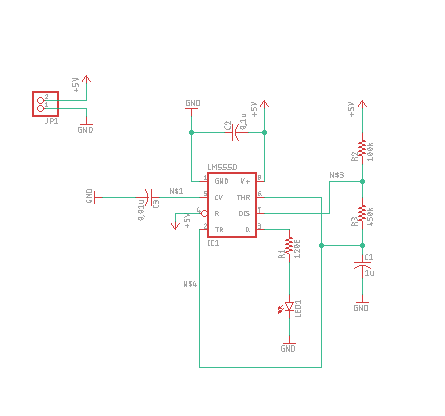 +5V
2
1
JP1
GND
GND
C2
0,1u
+5V
+5V
R2
100k
LM555D
1 GND V+ 8
N$3
GND
N$1
0,01u
C3
5 CV THR 6
4 R DIS 7
+5V
2 TR Q 3
IC1
R3
450k
R1
120E
C1
1u
N$4
LED1
GND
GND